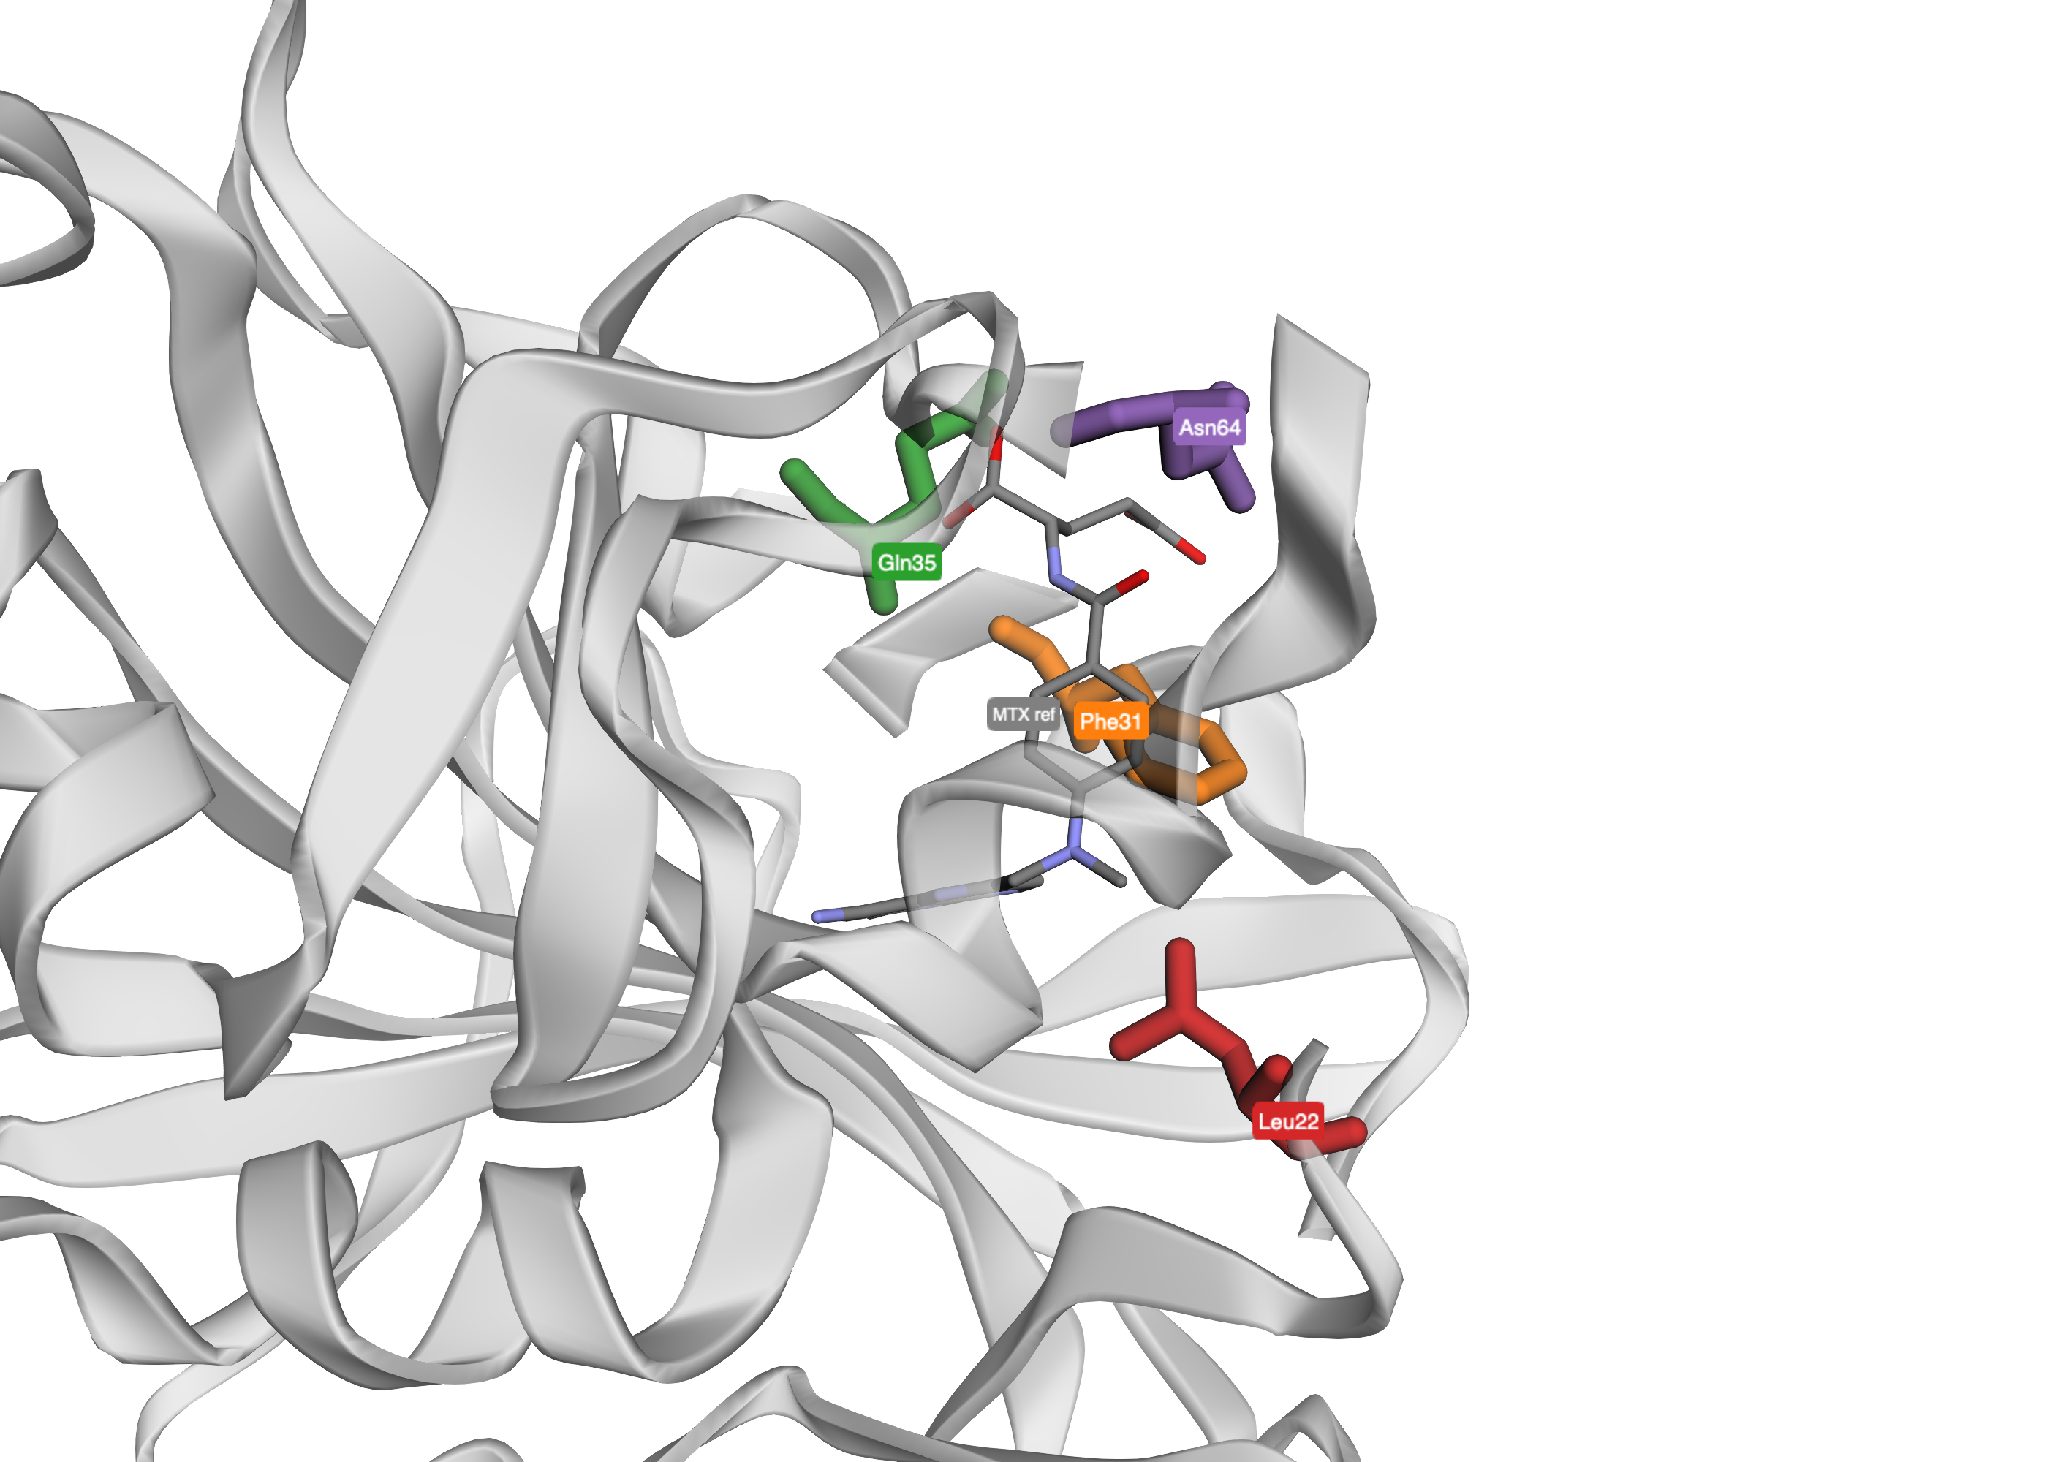 Asn64
Gln35
MTX ref
Phe31
Leu22